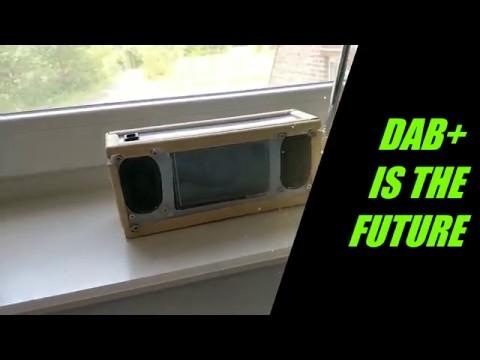 DAB+
IS THE
FUTURE